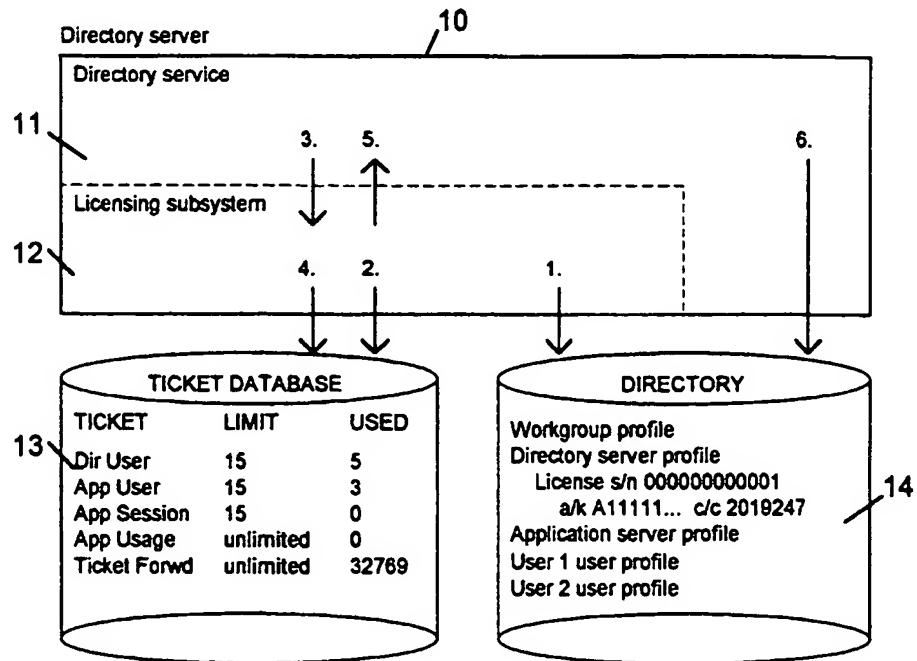 10
Directory server
Directory service
11
3. 5. 6.
Licensing subsystem
12
4. 2. 1.
TICKET DATABASE
TICKET LIMIT USED
13
Dir User 15 5
App User 15 3
App Session 15 0
App Usage unlimited 0
Ticket Forwd unlimited 32769
DIRECTORY
Workgroup profile
Directory server profile
License s/n 000000000001
a/k A11111... c/c 2019247
14
Application server profile
User 1 user profile
User 2 user profile